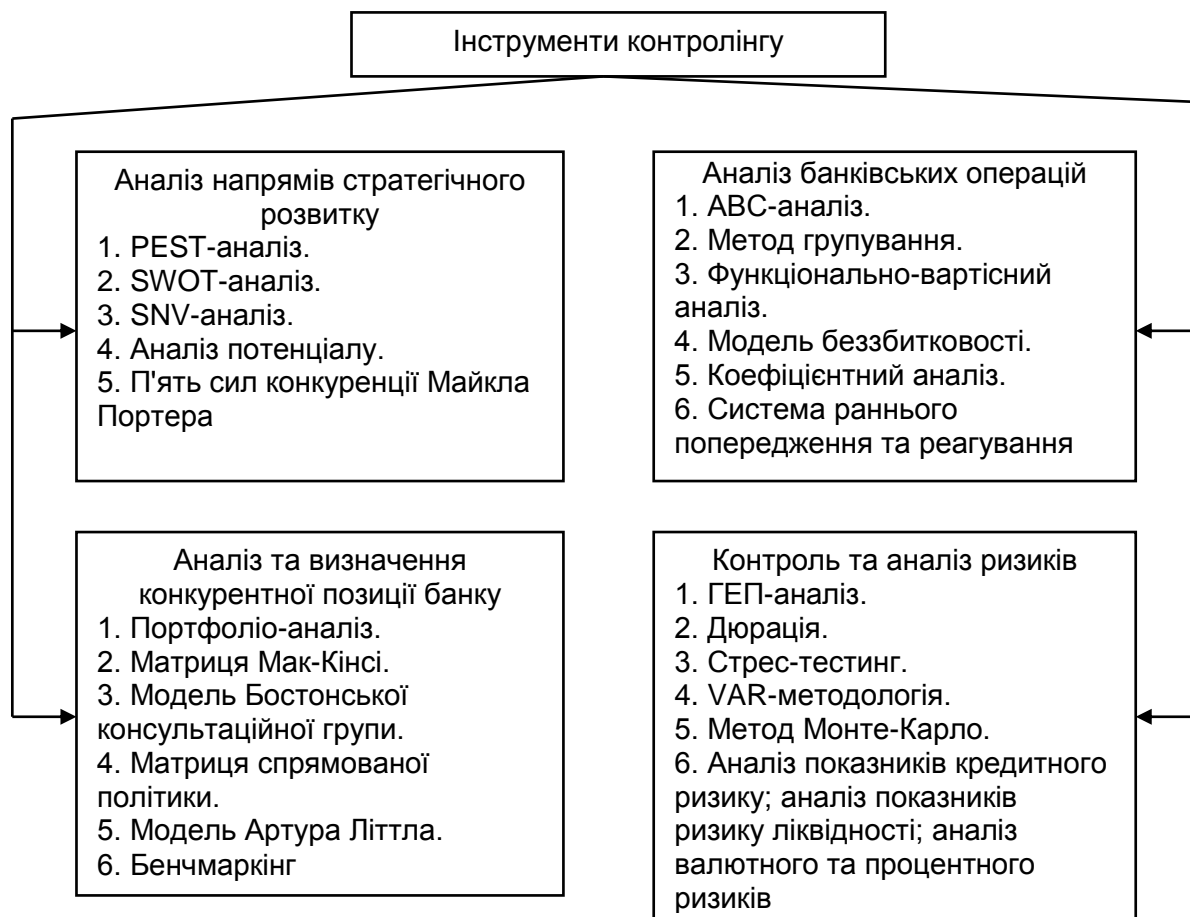 Інструменти контролінгу
Аналіз напрямів стратегічного
розвитку
1. PEST-аналіз.
2. SWOT-аналіз.
3. SNV-аналіз.
4. Аналіз потенціалу.
5. П'ять сил конкуренції Майкла
Портера
Аналіз банківських операцій
1. АВС-аналіз.
2. Метод групування.
3. Функціонально-вартісний
аналіз.
4. Модель беззбитковості.
5. Коефіцієнтний аналіз.
6. Система раннього
попередження та реагування
Аналіз та визначення
конкурентної позиції банку
1. Портфоліо-аналіз.
2. Матриця Мак-Кінсі.
3. Модель Бостонської
консультаційної групи.
4. Матриця спрямованої
політики.
5. Модель Артура Літтла.
6. Бенчмаркінг
Контроль та аналіз ризиків
1. ГЕП-аналіз.
2. Дюрація.
3. Стрес-тестинг.
4. VAR-методологія.
5. Метод Монте-Карло.
6. Аналіз показників кредитного
ризику; аналіз показників
ризику ліквідності; аналіз
валютного та процентного
ризиків